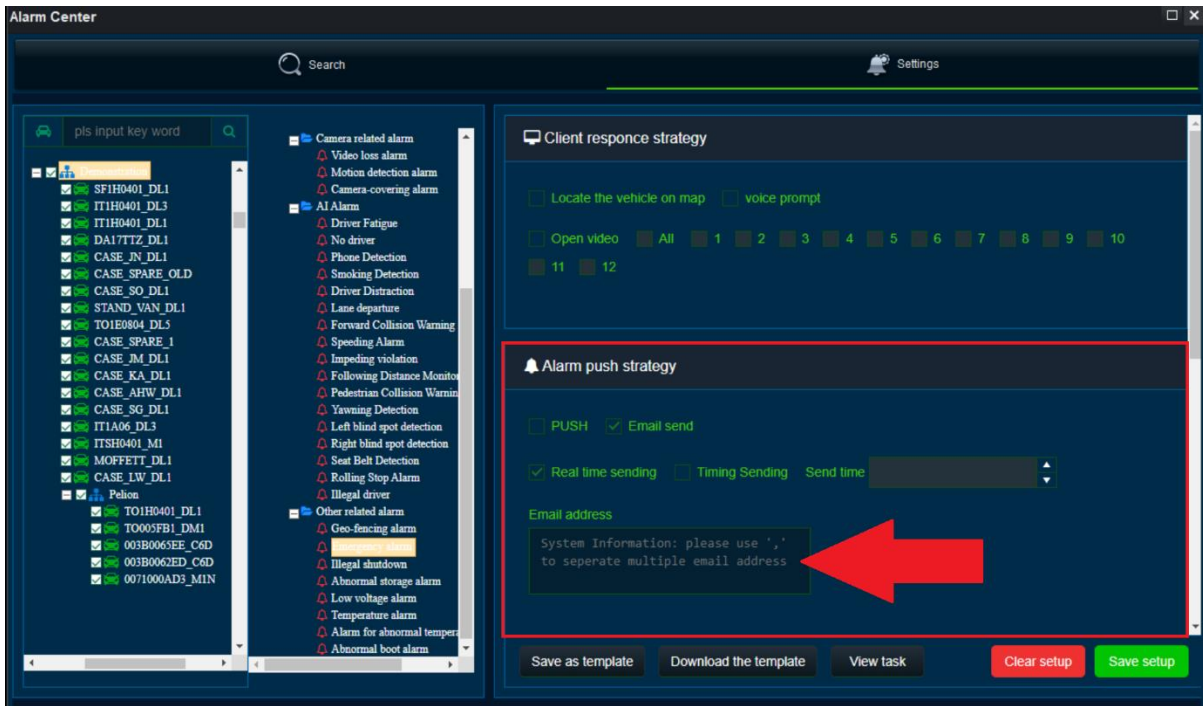 Alarm Center
Search
Settings
pls input key word
Demonstration
SF1H0401_DL1
IT1H0401_DL3
IT1H0401_DL1
DA17TTZ_DL1
CASE_JN_DL1
CASE_SPARE_OLD
CASE_SO_DL1
STAND_VAN_DL1
TO1E0804_DL5
CASE_SPARE_1
CASE_JM_DL1
CASE_KA_DL1
CASE_AHW_DL1
CASE_SG_DL1
IT1A06_DL3
ITSH0401_M1
MOFFETT_DL1
CASE_LW_DL1
Pelion
TO1H0401_DL1
TO005FB1_DM1
003B0065EE_C6D
003B0062ED_C6D
0071000AD3_M1N
Camera related alarm
Video loss alarm
Motion detection alarm
Camera-covering alarm
AI Alarm
Driver Fatigue
No driver
Phone Detection
Smoking Detection
Driver Distraction
Lane departure
Forward Collision Warning
Speeding Alarm
Impeding violation
Following Distance Monitor
Pedestrian Collision Warnin
Yawning Detection
Left blind spot detection
Right blind spot detection
Seat Belt Detection
Rolling Stop Alarm
Illegal driver
Other related alarm
Geo-fencing alarm
Emergency alarm
Illegal shutdown
Abnormal storage alarm
Low voltage alarm
Temperature alarm
Alarm for abnormal tempera
Abnormal boot alarm
Client responce strategy
Locate the vehicle on map voice prompt
Open video All 1 2 3 4 5 6 7 8 9 10
11 12
Alarm push strategy
PUSH Email send
Real time sending Timing Sending Send time
Email address
System Information: please use ','
to seperate multiple email address
Save as template Download the template View task Clear setup Save setup